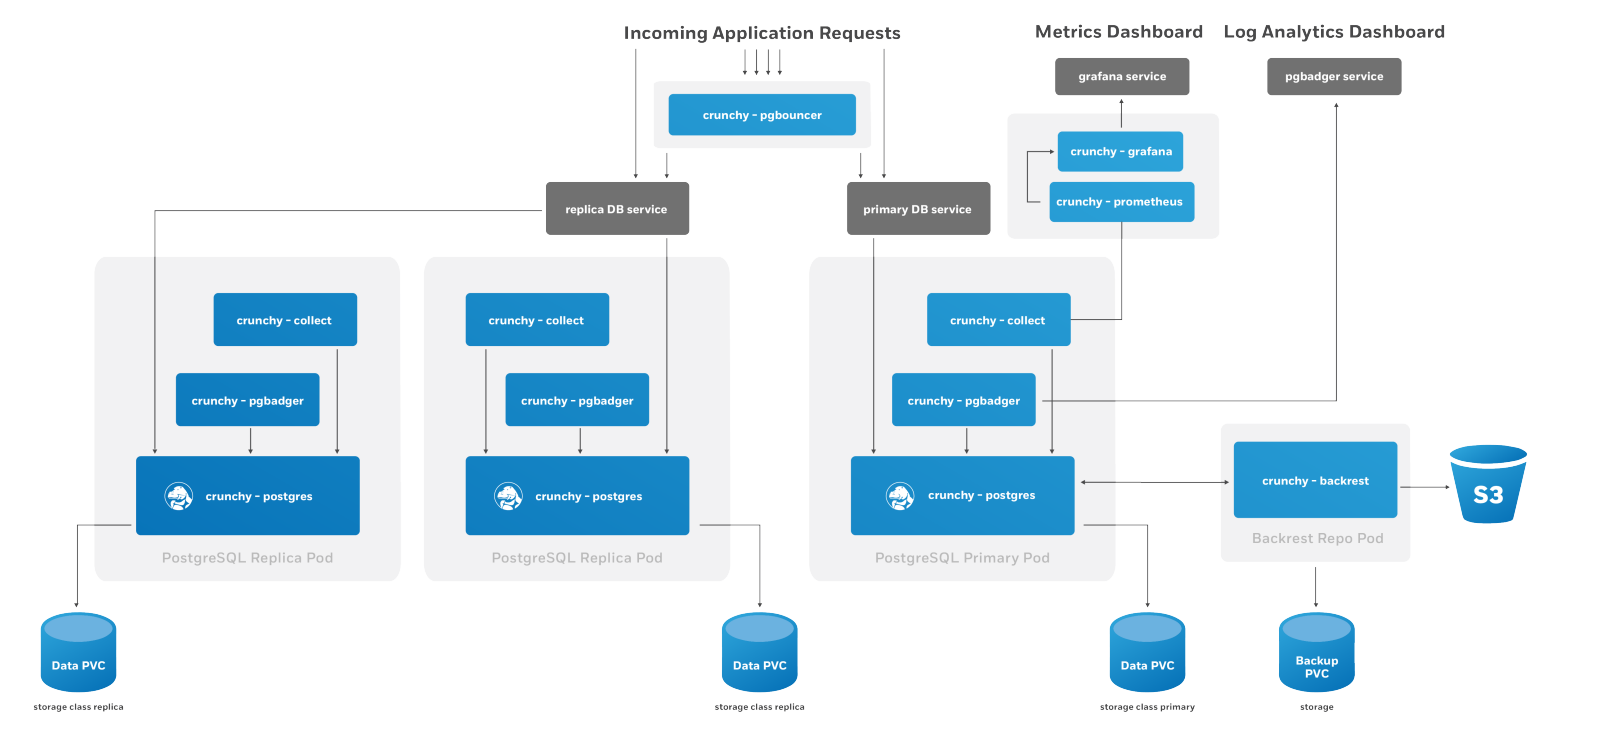 Incoming Application Requests
Metrics Dashboard
Log Analytics Dashboard
grafana service
pgbadger service
crunchy - pgbouncer
crunchy - grafana
crunchy - prometheus
replica DB service
primary DB service
crunchy - collect
crunchy - collect
crunchy - collect
crunchy - pgbadger
crunchy - pgbadger
crunchy - pgbadger
crunchy - postgres
crunchy - postgres
crunchy - postgres
crunchy - backrest
S3
PostgreSQL Replica Pod
PostgreSQL Replica Pod
PostgreSQL Primary Pod
Backrest Repo Pod
Data PVC
Data PVC
Data PVC
Backup
PVC
storage class replica
storage class replica
storage class primary
storage